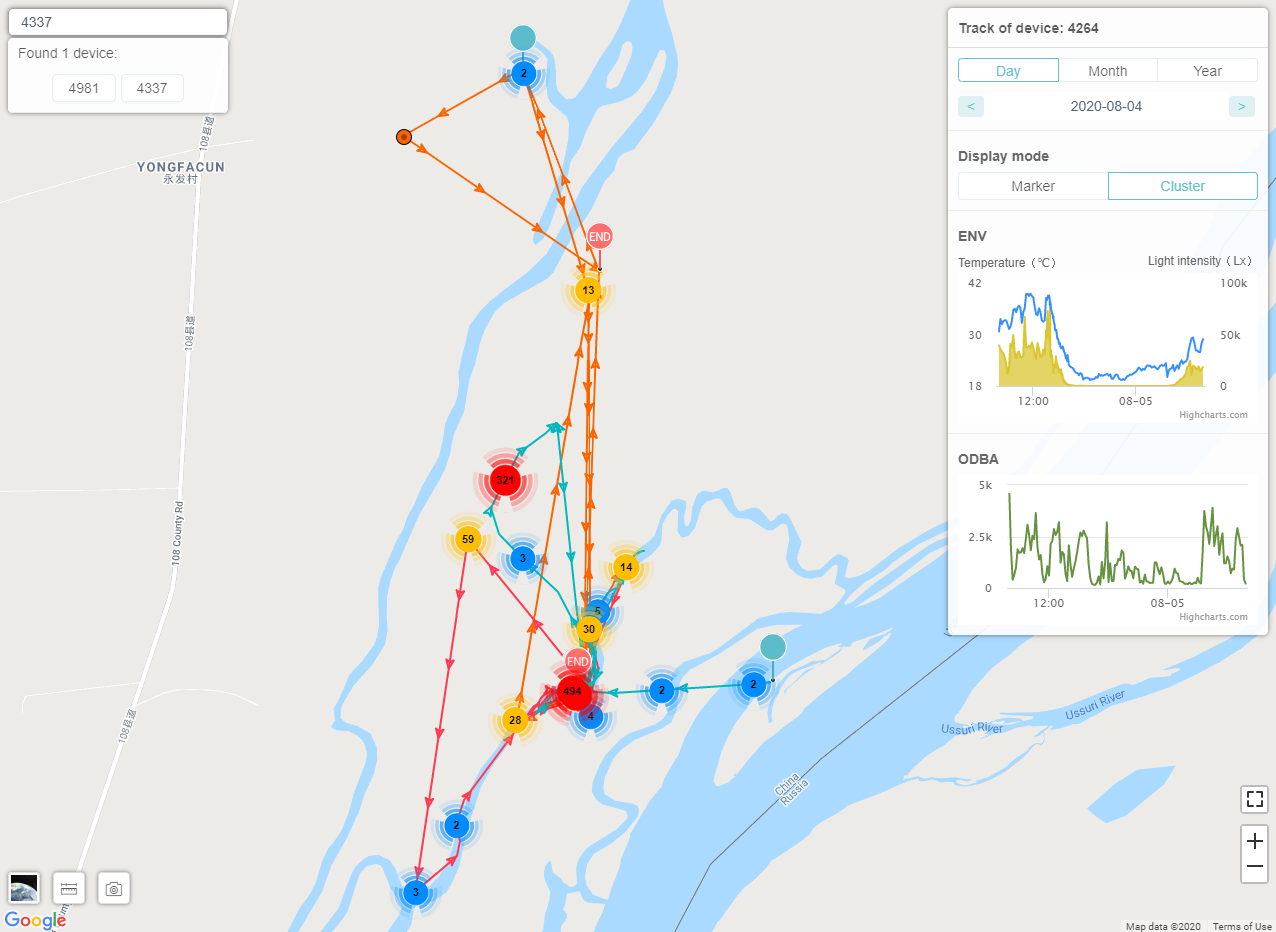 4337
Found 1 device:
4981
4337
Track of device: 4264
Day
Month
Year
<
2020-08-04
>
Display mode
Marker
Cluster
ENV
Temperature（℃）
Light intensity（Lx）
42
100k
30
50k
18
0
12:00
08-05
Highcharts.com
ODBA
5k
2.5k
0
12:00
08-05
Highcharts.com
108县道
YONGFACUN
永发村
108县道
108 County Rd
108县道
2
END
13
321
59
3
14
5
30
END
494
4
28
2
2
2
3
Ussuri River
Ussuri River
China
Russia
Google
Map data ©2020
Terms of Use